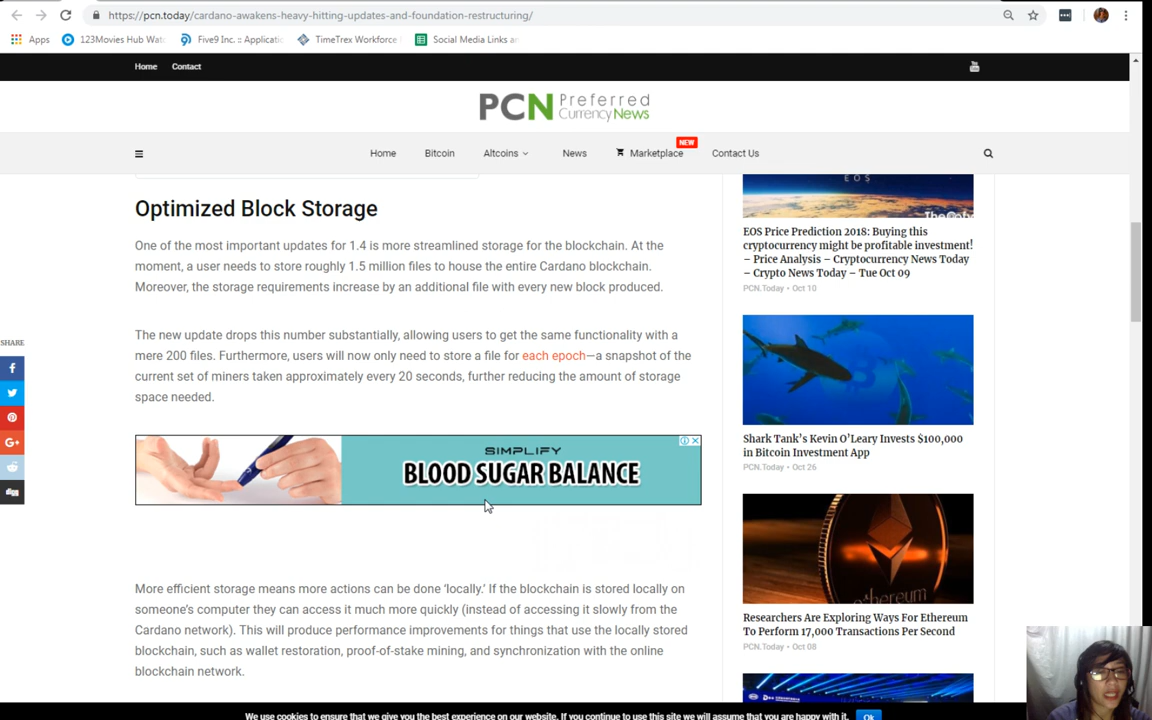 https://pcn.today/cardano-awakens-heavy-hitting-updates-and-foundation-restructuring/
Apps
123Movies Hub Wat
Five9 Inc. :: Applicati
TimeTrex Workforce
Social Media Links a
Home
Contact
PCN Preferred
CurrencyNews
Home
Bitcoin
Altcoins
News
Marketplace
NEW
Contact Us
Optimized Block Storage
One of the most important updates for 1.4 is more streamlined storage for the blockchain. At the
moment, a user needs to store roughly 1.5 million files to house the entire Cardano blockchain.
Moreover, the storage requirements increase by an additional file with every new block produced.
The new update drops this number substantially, allowing users to get the same functionality with a
mere 200 files. Furthermore, users will now only need to store a file for each epoch—a snapshot of the
current set of miners taken approximately every 20 seconds, further reducing the amount of storage
space needed.
SIMPLIFY
BLOOD SUGAR BALANCE
More efficient storage means more actions can be done ‘locally.’ If the blockchain is stored locally on
someone’s computer they can access it much more quickly (instead of accessing it slowly from the
Cardano network). This will produce performance improvements for things that use the locally stored
blockchain, such as wallet restoration, proof-of-stake mining, and synchronization with the online
blockchain network.
SHARE
EOS
EOS Price Prediction 2018: Buying this
cryptocurrency might be profitable investment!
– Price Analysis – Cryptocurrency News Today
– Crypto News Today – Tue Oct 09
PCN.Today • Oct 10
Shark Tank’s Kevin O’Leary Invests $100,000
in Bitcoin Investment App
PCN.Today • Oct 26
ethereum
Researchers Are Exploring Ways For Ethereum
To Perform 17,000 Transactions Per Second
PCN.Today • Oct 08
We use cookies to ensure that we give you the best experience on our website. If you continue to use this site we will assume that you are happy with it.
Ok